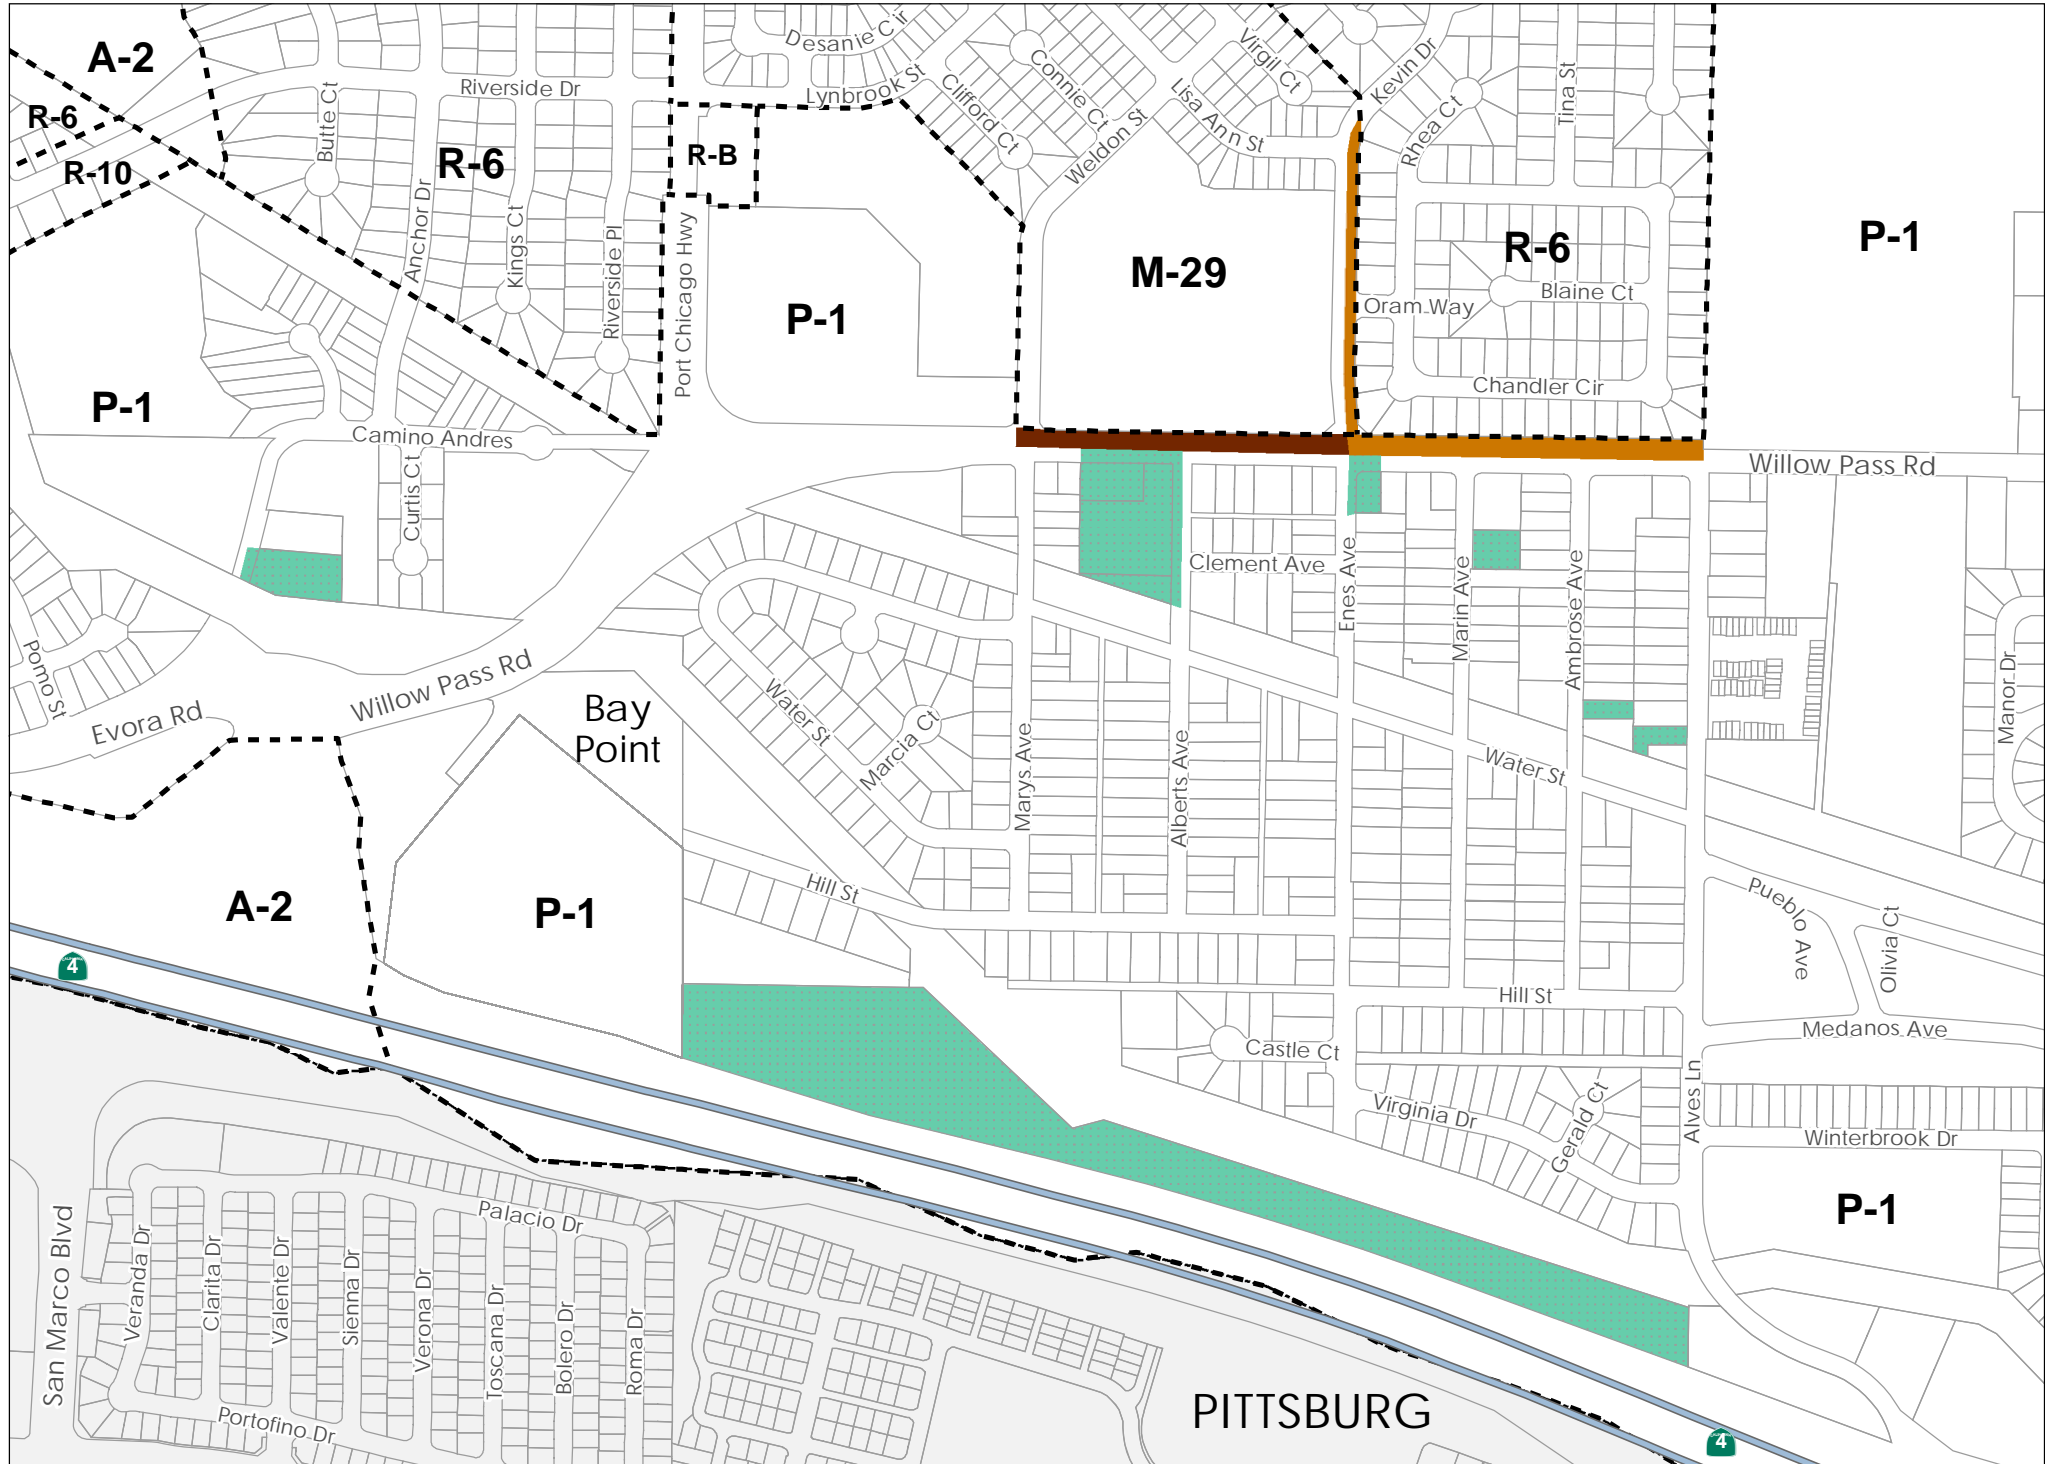 A-2
R-6
R-10
Riverside Dr
Butte Ct
R-6
Anchor Dr
Kings Ct
Riverside Pl
Port Chicago Hwy
R-B
Desanie Cir
Lynbrook St
Clifford Ct
Connie Ct
Weldon St
Lisa Ann St
Virgil Ct
Kevin Dr
Rhea Ct
Tina St
P-1
M-29
R-6
P-1
Blaine Ct
Oram Way
Chandler Cir
P-1
Camino Andres
Curtis Ct
Willow Pass Rd
Clement Ave
Enes Ave
Marin Ave
Ambrose Ave
Manor Dr
Pomo St
Evora Rd
Willow Pass Rd
Bay
Point
Water St
Marcia Ct
Marys Ave
Alberts Ave
Water St
Hill St
A-2
P-1
4
Pueblo Ave
Olivia Ct
Hill St
Medanos Ave
Castle Ct
Virginia Dr
Gerald Ct
Alves Ln
Winterbrook Dr
P-1
San Marco Blvd
Veranda Dr
Clarita Dr
Valente Dr
Sienna Dr
Verona Dr
Toscana Dr
Bolero Dr
Roma Dr
Palacio Dr
Portofino Dr
PITTSBURG
4